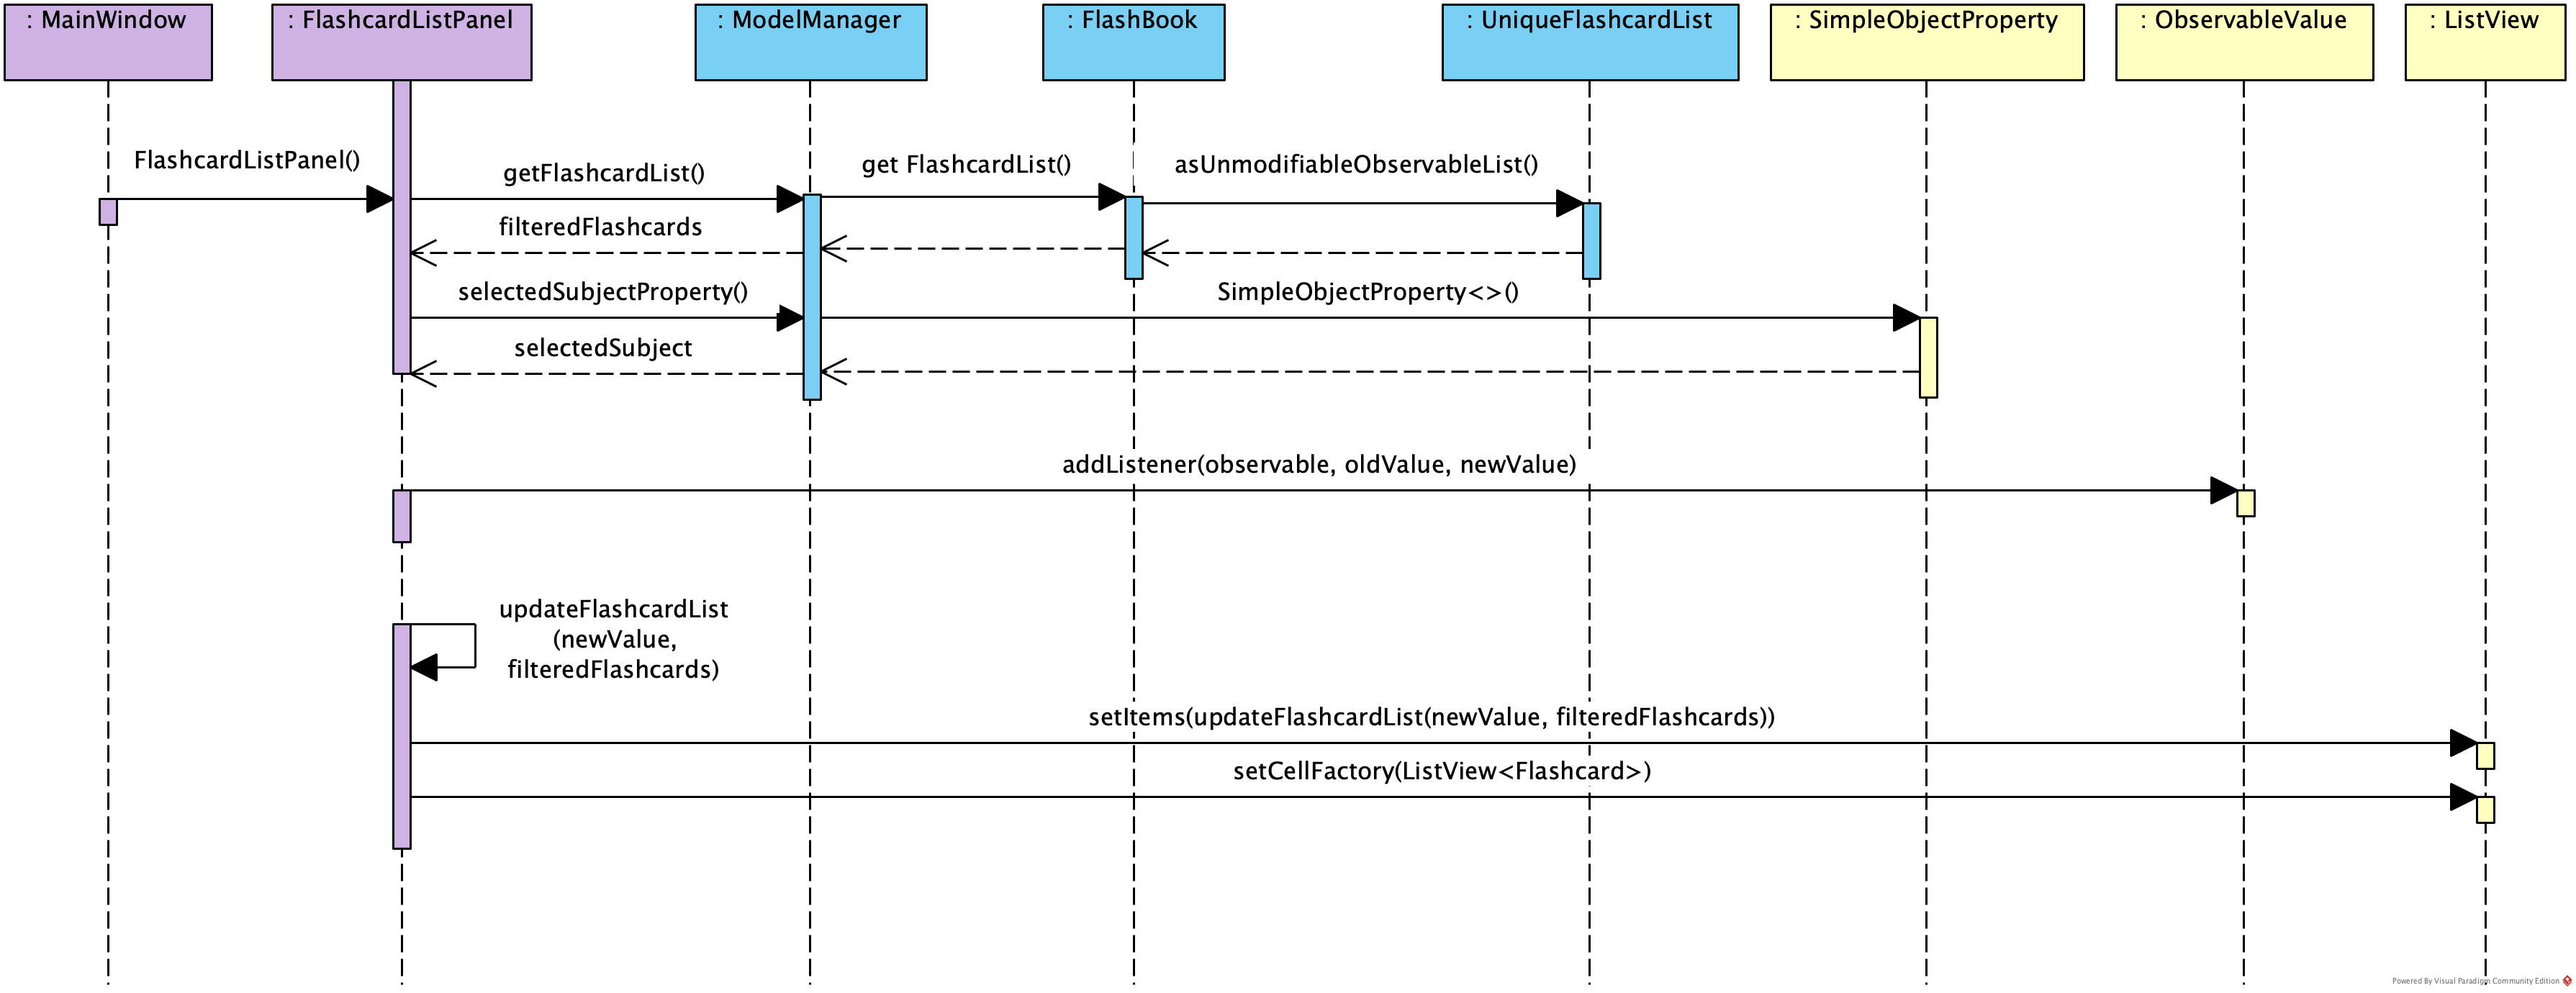 : MainWindow
: FlashcardListPanel
: ModelManager
: FlashBook
: UniqueFlashcardList
: SimpleObjectProperty
: ObservableValue
: ListView
FlashcardListPanel()
getFlashcardList()
get FlashcardList()
asUnmodifiableObservableList()
filteredFlashcards
selectedSubjectProperty()
SimpleObjectProperty<>()
selectedSubject
addListener(observable, oldValue, newValue)
updateFlashcardList
(newValue,
filteredFlashcards)
setItems(updateFlashcardList(newValue, filteredFlashcards))
setCellFactory(ListView<Flashcard>)
Powered By Visual Paradigm Community Edition